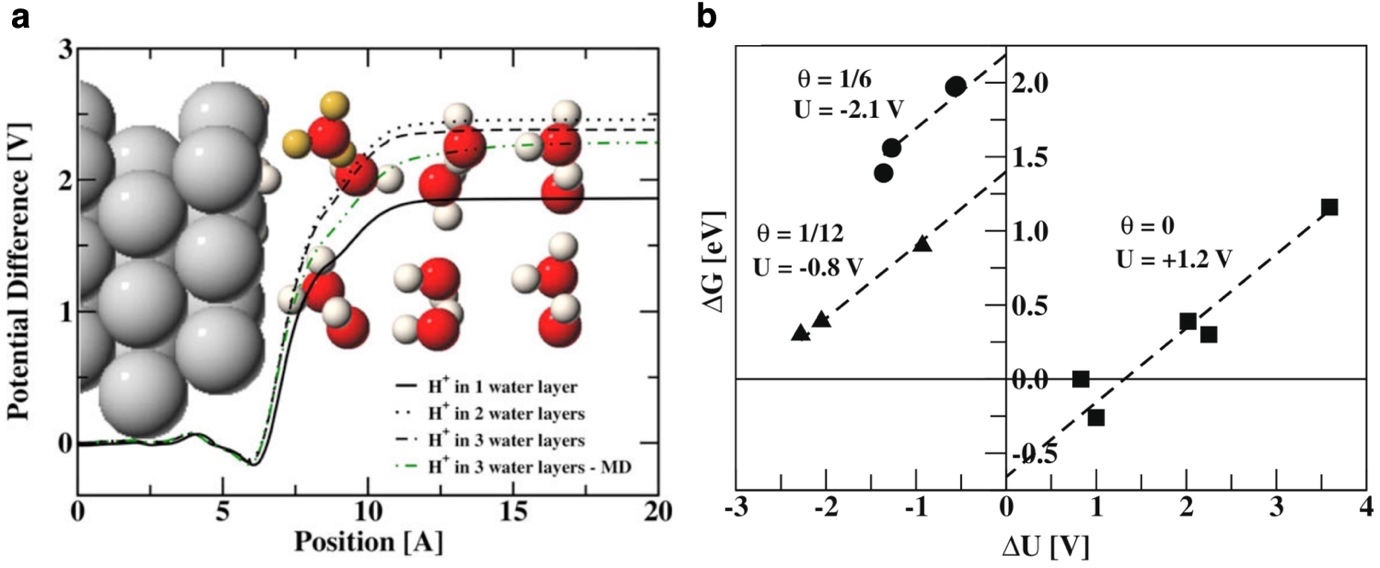 a
3
2
1
0
Potential Difference [V]
H+ in 1 water layer
H+ in 2 water layers
H+ in 3 water layers
H+ in 3 water layers - MD
0 5 10 15 20
Position [A]
b
θ = 1/6
U = -2.1 V
θ = 1/12
U = -0.8 V
θ = 0
U = +1.2 V
ΔG [eV]
2.0
1.5
1.0
0.5
0.0
-0.5
-3 -2 -1 0 1 2 3 4
ΔU [V]